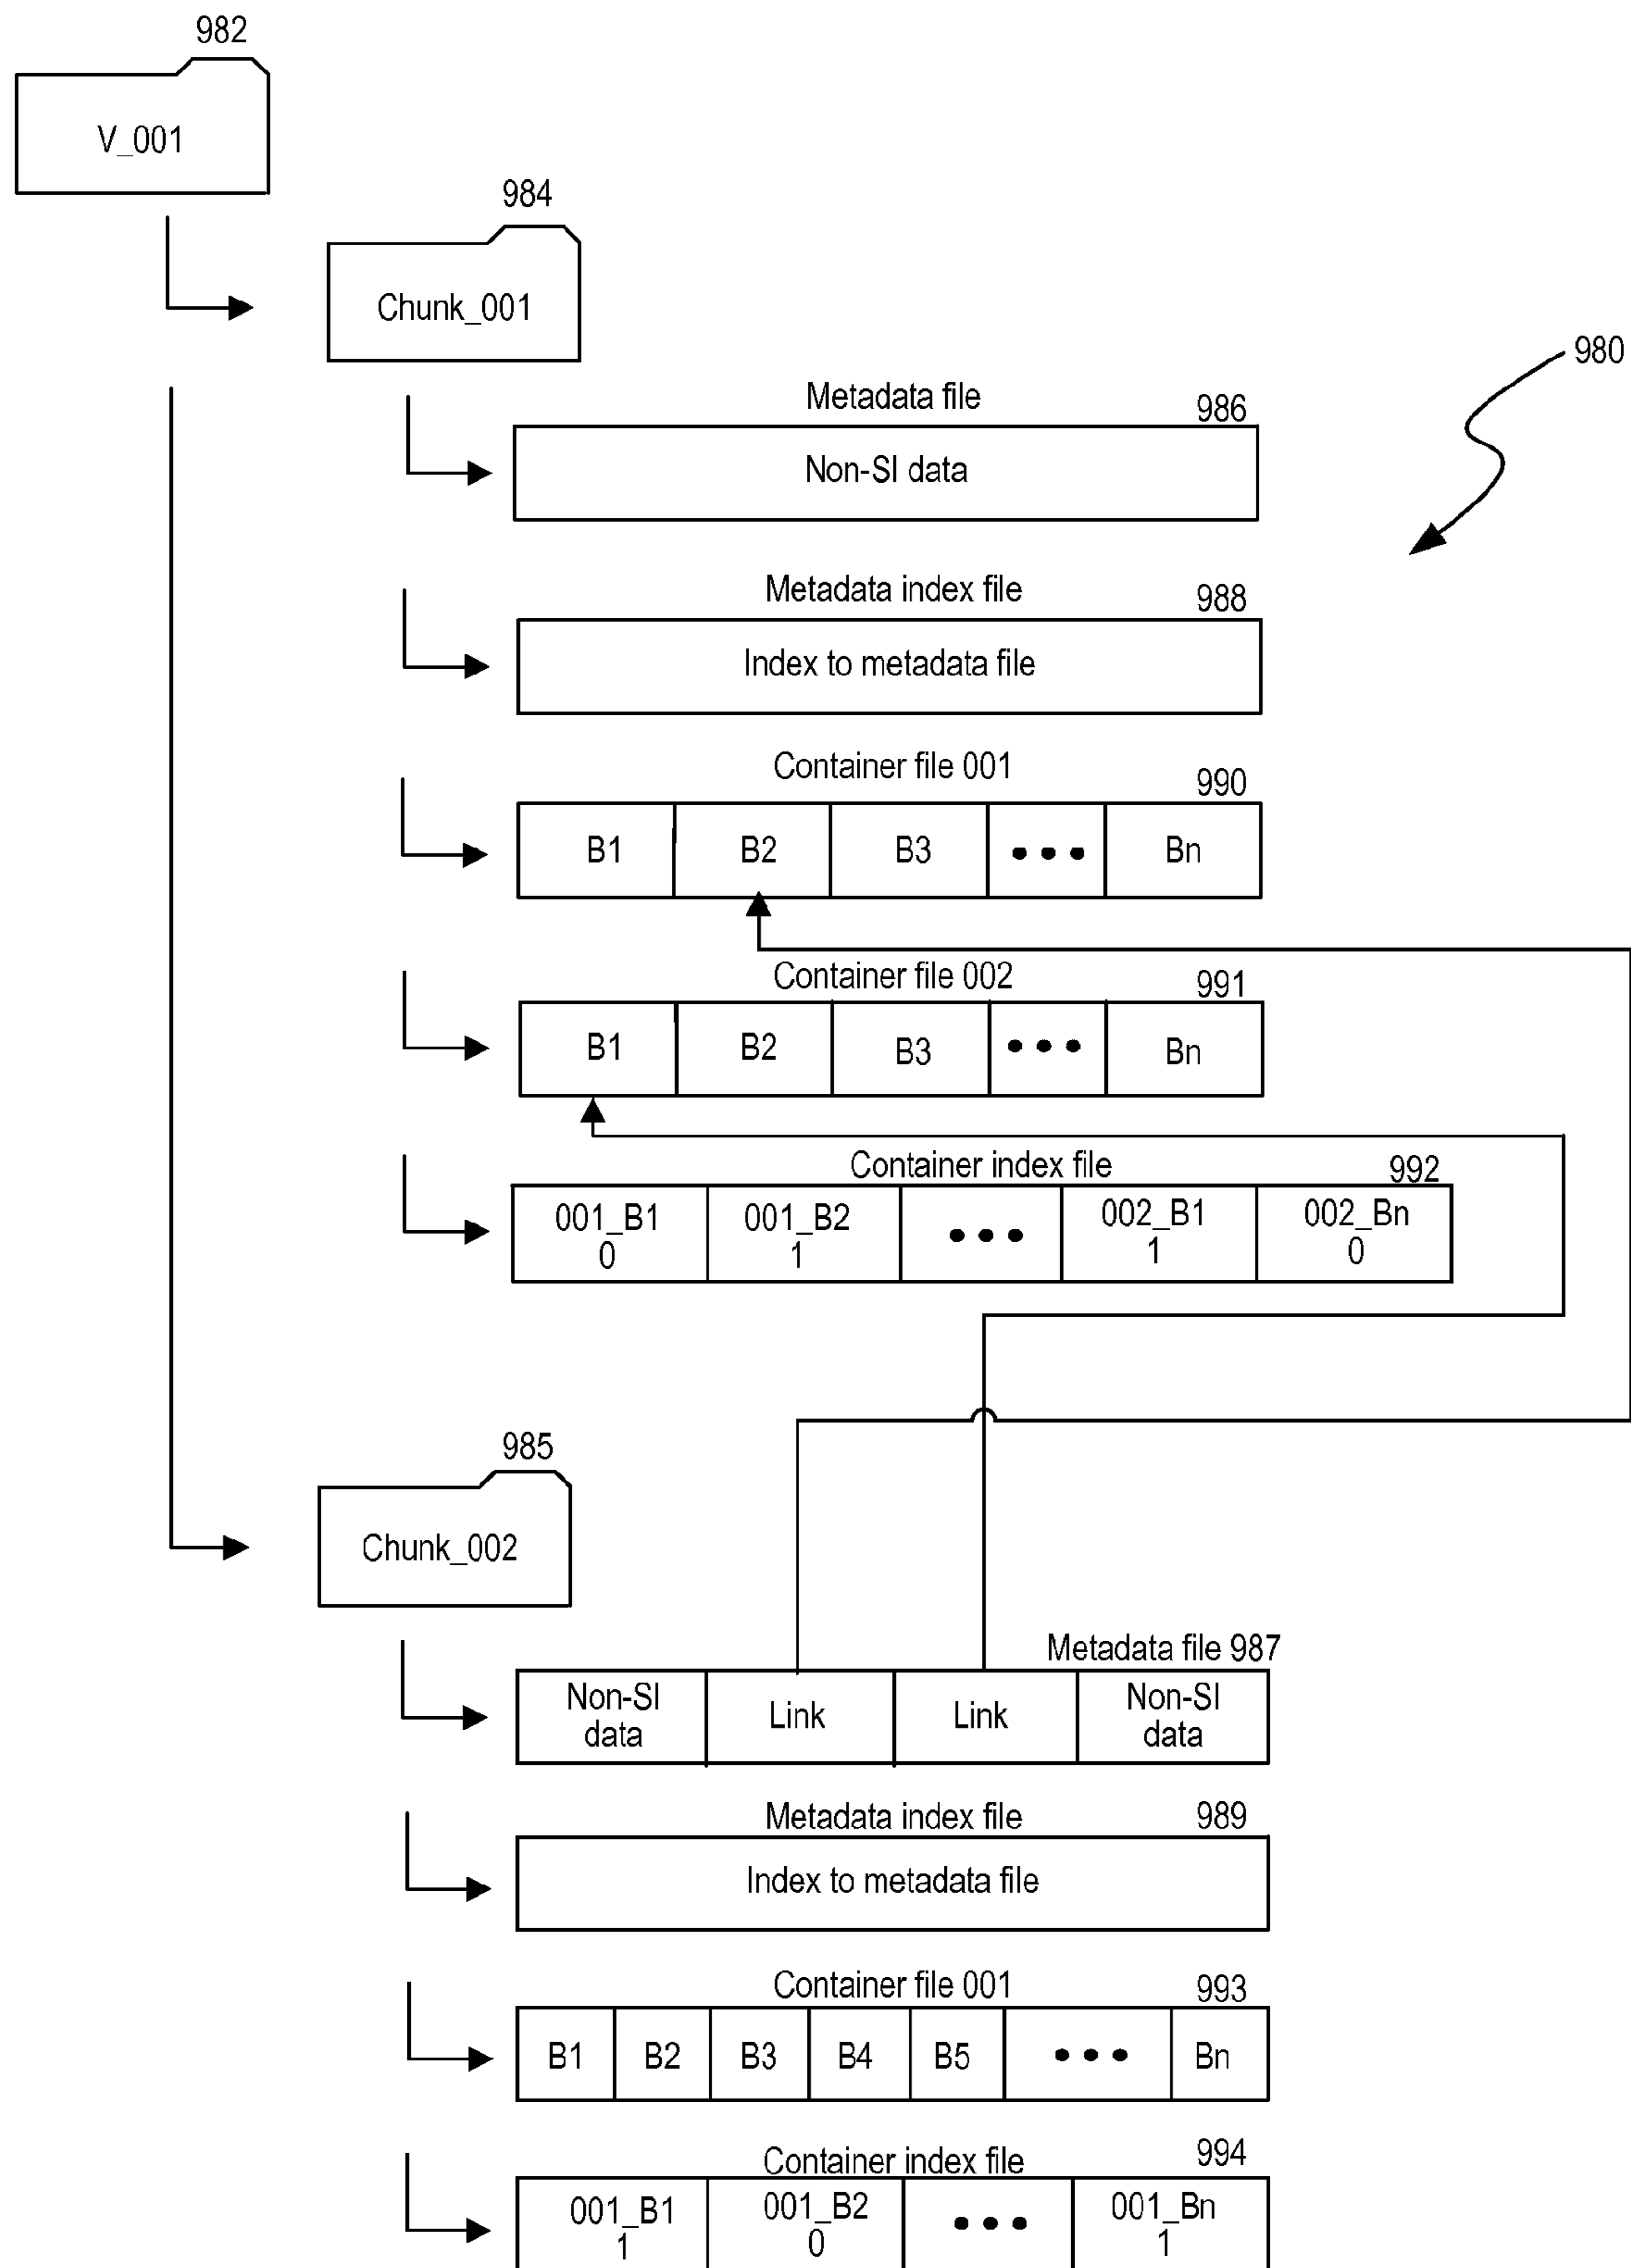 982
V_001
984
Chunk_001
980
Metadata file
986
Non-SI data
Metadata index file
988
Index to metadata file
Container file 001
990
B1 B2 B3 ••• Bn
Container file 002
991
B1 B2 B3 ••• Bn
Container index file
992
001_B1 001_B2 ••• 002_B1 002_Bn
0 1 1 0
985
Chunk_002
Metadata file 987
Non-SI Link Link Non-SI
data data
Metadata index file
989
Index to metadata file
Container file 001
993
B1 B2 B3 B4 B5 ••• Bn
Container index file
994
001_B1 001_B2 ••• 001_Bn
1 0 1